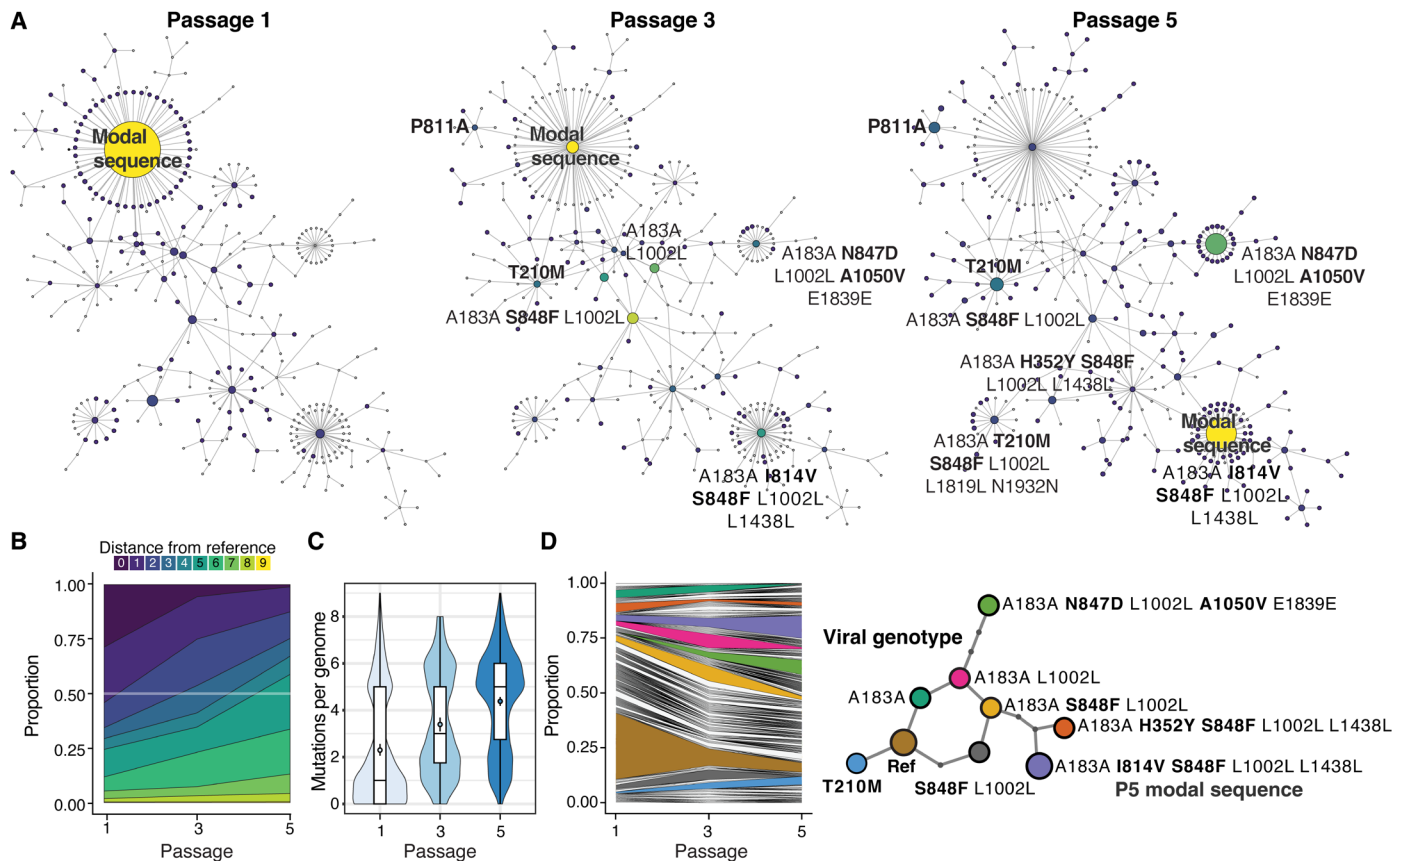 A
Passage 1
Passage 3
Passage 5
Modal
sequence
P811A
Modal
sequence
A183A
L1002L
T210M
A183A N847D
L1002L A1050V
E1839E
A183A S848F L1002L
A183A I814V
S848F L1002L
L1438L
P811A
T210M
A183A N847D
L1002L A1050V
E1839E
A183A S848F L1002L
A183A H352Y S848F
L1002L L1438L
A183A T210M
S848F L1002L
L1819L N1932N
Modal
sequence
A183A I814V
S848F L1002L
L1438L
B
Distance from reference
0 1 2 3 4 5 6 7 8 9
Proportion
1.00
0.75
0.50
0.25
0.00
1 3 5
Passage
C
Mutations per genome
8
6
4
2
0
1 3 5
Passage
D
Proportion
1.00
0.75
0.50
0.25
0.00
1 3 5
Passage
Viral genotype
A183A N847D L1002L A1050V E1839E
A183A L1002L
A183A
A183A S848F L1002L
A183A H352Y S848F L1002L L1438L
Ref
T210M
S848F L1002L
A183A I814V S848F L1002L L1438L
P5 modal sequence